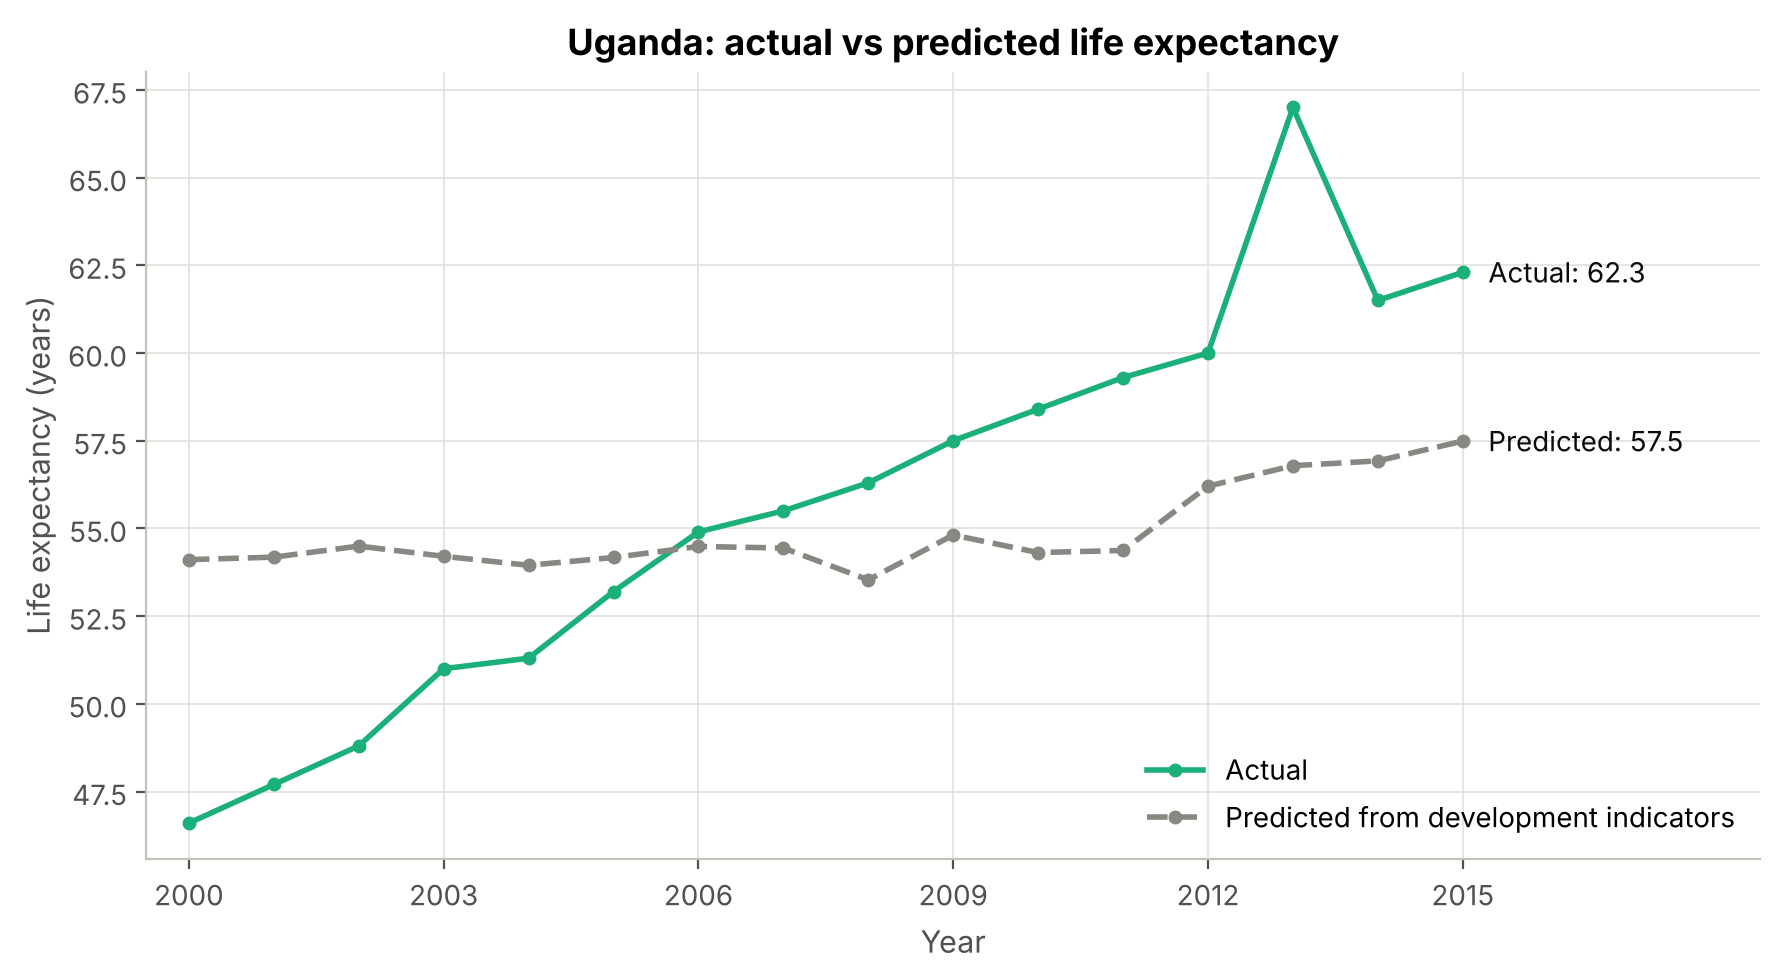 Uganda: actual vs predicted life expectancy
67.5
65.0
62.5
60.0
57.5
55.0
52.5
50.0
47.5
Life expectancy (years)
Actual: 62.3
Predicted: 57.5
Actual
Predicted from development indicators
2000 2003 2006 2009 2012 2015
Year